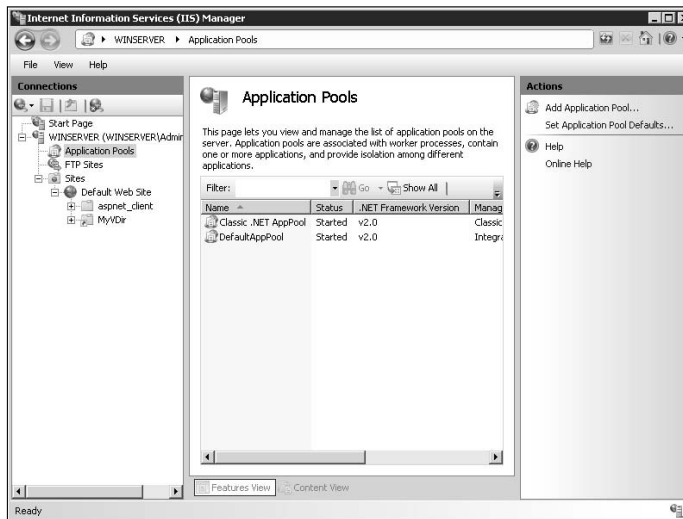 Internet Information Services (IIS) Manager
WINSERVER
Application Pools
File View Help
Connections
Start Page
WINSERVER (WINSERVER\Admir
Application Pools
FTP Sites
Sites
Default Web Site
aspnet_client
MyVDir
Application Pools
This page lets you view and manage the list of application pools on the
server. Application pools are associated with worker processes, contain
one or more applications, and provide isolation among different
applications.
Filter: Go Show All
Name Status .NET Framework Version Manag
Classic .NET AppPool Started v2.0 Classic
DefaultAppPool Started v2.0 Integra
Features View Content View
Actions
Add Application Pool...
Set Application Pool Defaults...
Help
Online Help
Ready